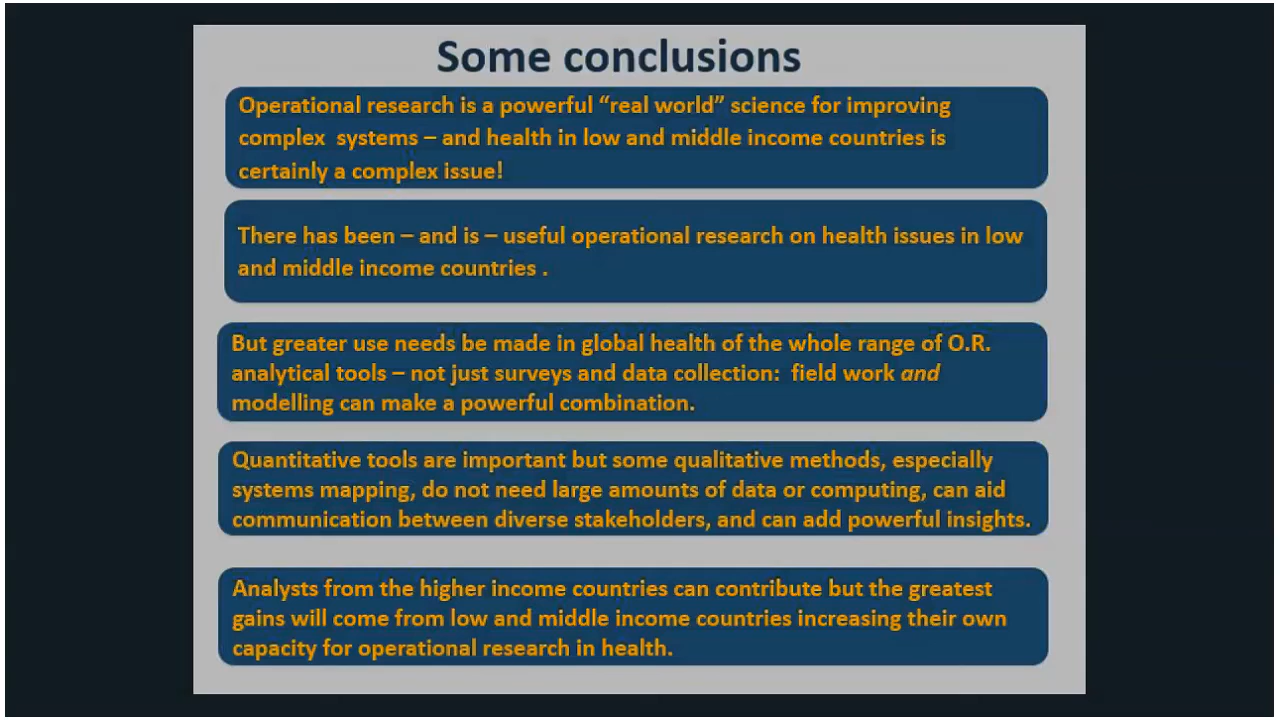 Some conclusions
Operational research is a powerful “real world” science for improving
complex systems – and health in low and middle income countries is
certainly a complex issue!
There has been – and is – useful operational research on health issues in low
and middle income countries .
But greater use needs be made in global health of the whole range of O.R.
analytical tools – not just surveys and data collection: field work and
modelling can make a powerful combination.
Quantitative tools are important but some qualitative methods, especially
systems mapping, do not need large amounts of data or computing, can aid
communication between diverse stakeholders, and can add powerful insights.
Analysts from the higher income countries can contribute but the greatest
gains will come from low and middle income countries increasing their own
capacity for operational research in health.